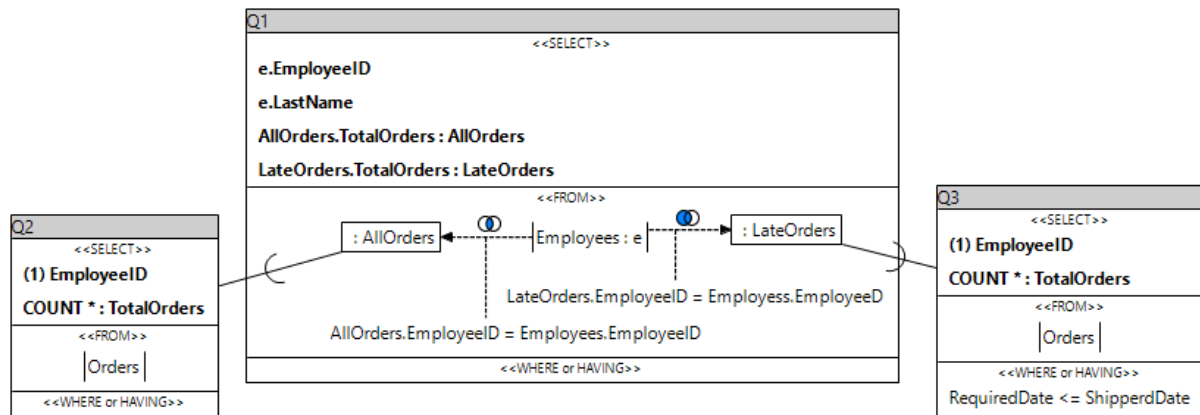 Q1
<<SELECT>>
e.EmployeeID
e.LastName
AllOrders.TotalOrders : AllOrders
LateOrders.TotalOrders : LateOrders
<<FROM>>
: AllOrders
Employees : e
: LateOrders
LateOrders.EmployeeID = Employess.EmployeeD
AllOrders.EmployeeID = Employees.EmployeeID
<<WHERE or HAVING>>
Q2
<<SELECT>>
(1) EmployeeID
COUNT * : TotalOrders
<<FROM>>
Orders
<<WHERE or HAVING>>
Q3
<<SELECT>>
(1) EmployeeID
COUNT * : TotalOrders
<<FROM>>
Orders
<<WHERE or HAVING>>
RequiredDate <= ShipperdDate